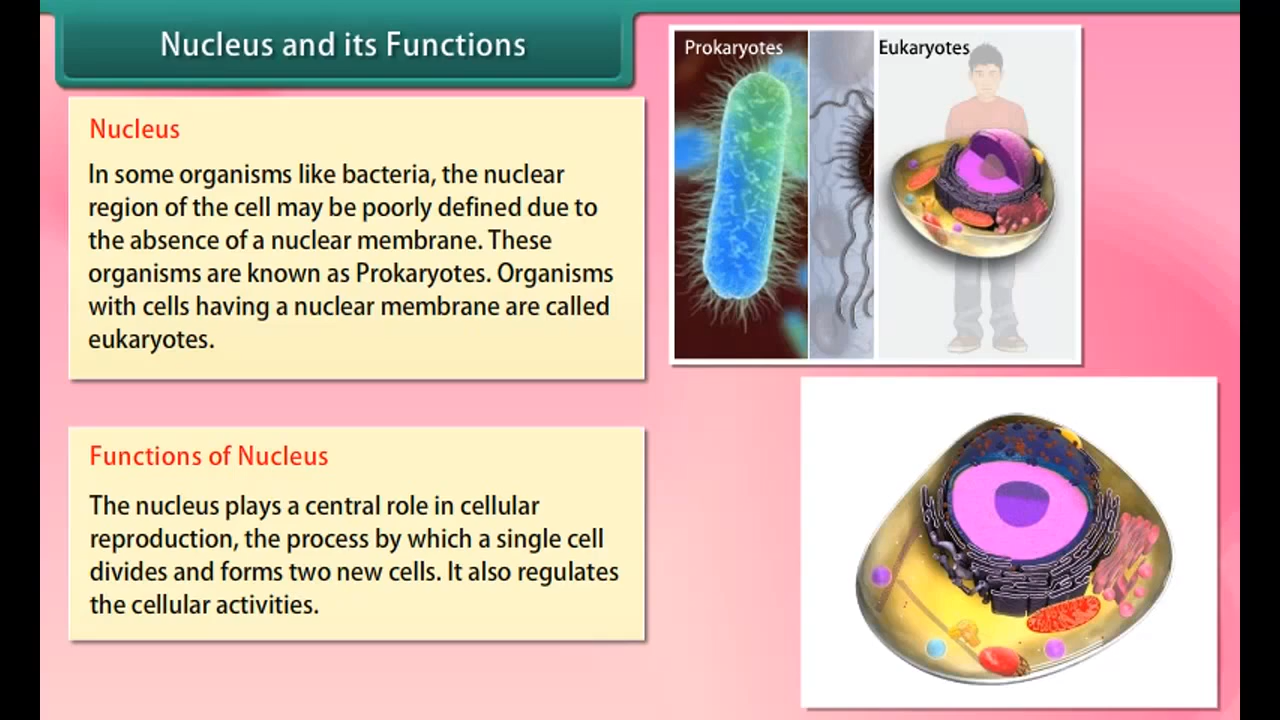 Nucleus and its Functions
Nucleus
In some organisms like bacteria, the nuclear
region of the cell may be poorly defined due to
the absence of a nuclear membrane. These
organisms are known as Prokaryotes. Organisms
with cells having a nuclear membrane are called
eukaryotes.
Prokaryotes
Eukaryotes
Functions of Nucleus
The nucleus plays a central role in cellular
reproduction, the process by which a single cell
divides and forms two new cells. It also regulates
the cellular activities.